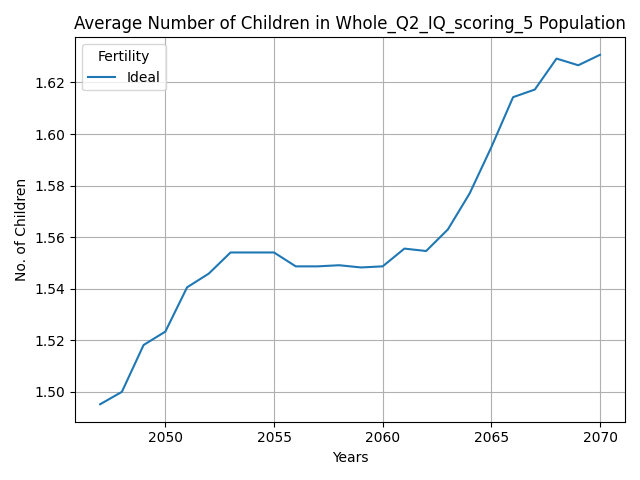 Average Number of Children in Whole_Q2_IQ_scoring_5 Population
Fertility
Ideal
No. of Children
1.62
1.60
1.58
1.56
1.54
1.52
1.50
2050 2055 2060 2065 2070
Years